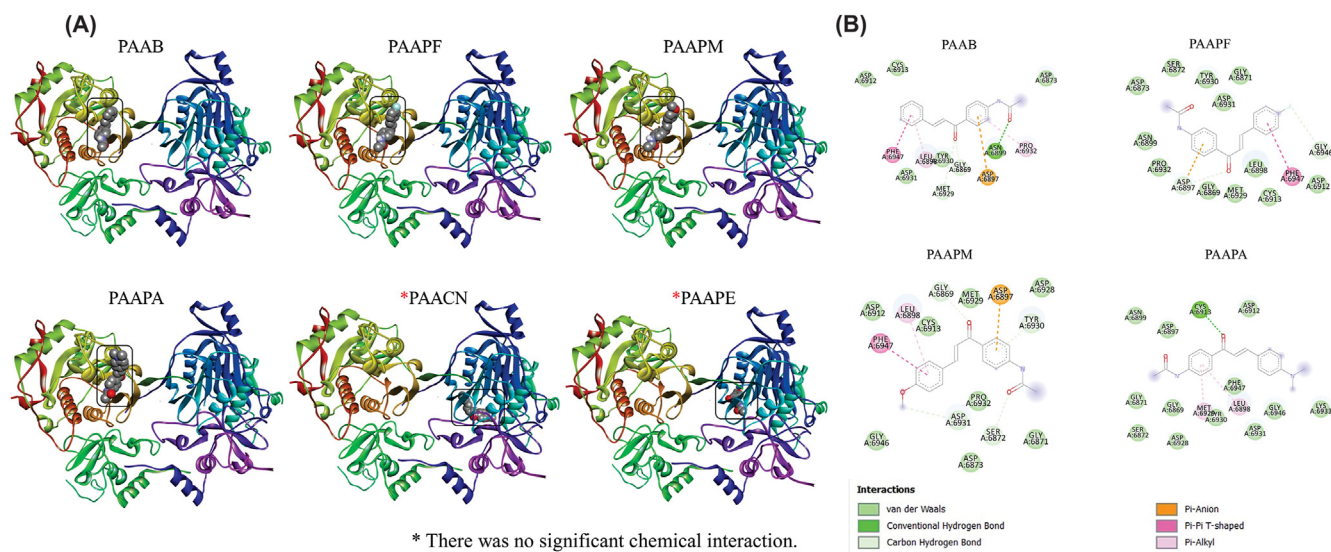 (A)
PAAB
PAAPF
PAAPM
PAAPA
*PAACN
*PAAPE
* There was no significant chemical interaction.
(B)
PAAB
ASP
A:6912
CYS
A:6913
ASP
A:6873
PHE
A:6947
LEU
A:6898
TYR
A:6930
GLY
A:6869
ASN
A:6899
PRO
A:6932
ASP
A:6931
MET
A:6929
ASP
A:6897
PAAPF
SER
A:6872
TYR
A:6930
GLY
A:6871
ASP
A:6873
ASP
A:6931
ASN
A:6899
GLY
A:6946
PRO
A:6932
LEU
A:6898
PHE
A:6947
ASP
A:6912
ASP
A:6897
GLY
A:6869
MET
A:6929
CYS
A:6913
PAAPM
GLY
A:6869
MET
A:6929
ASP
A:6897
ASP
A:6928
ASP
A:6912
LEU
A:6898
CYS
A:6913
TYR
A:6930
PHE
A:6947
PRO
A:6932
ASP
A:6931
SER
A:6872
GLY
A:6871
GLY
A:6946
ASP
A:6873
PAAPA
CYS
A:6913
ASP
A:6912
ASN
A:6899
ASP
A:6897
PHE
A:6947
GLY
A:6871
GLY
A:6869
MET
A:6929
TYR
A:6930
LEU
A:6898
GLY
A:6946
LYS
A:6933
SER
A:6872
ASP
A:6928
ASP
A:6931
Interactions
van der Waals
Conventional Hydrogen Bond
Carbon Hydrogen Bond
Pi-Anion
Pi-Pi T-shaped
Pi-Alkyl